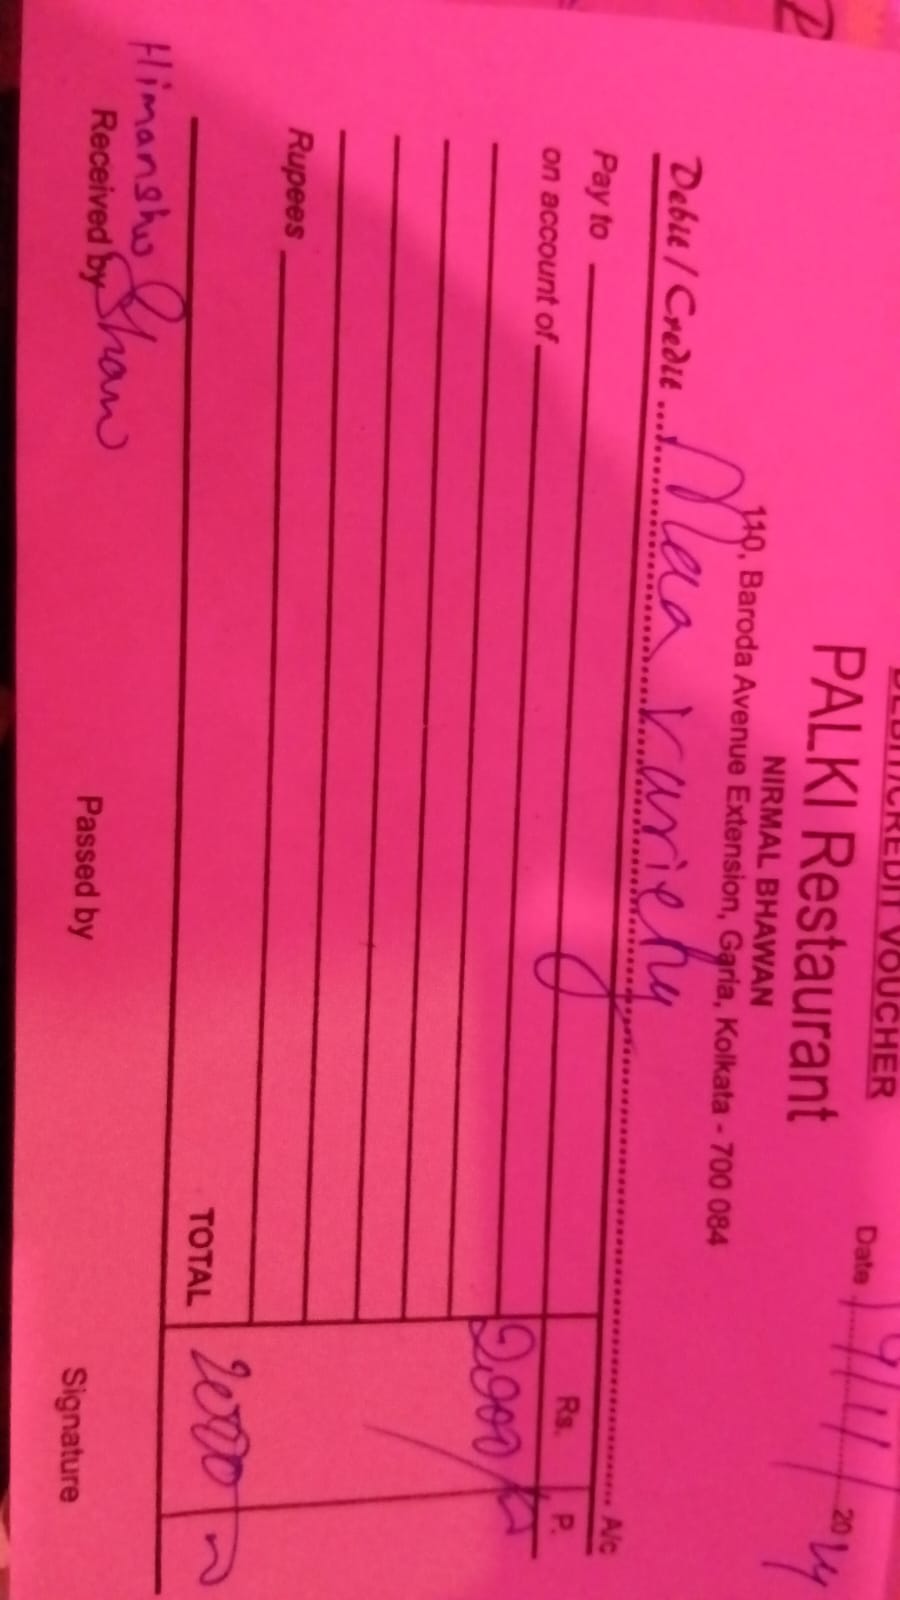 DEBIT/CREDIT VOUCHER
PALKI Restaurant
NIRMAL BHAWAN
110, Baroda Avenue Extension, Garia, Kolkata - 700 084
Date 19/11/ 2024
Debit / Credit Maa Variety A/c
Pay to
on account of
Rs. P.
2000/-
Rupees
TOTAL 2000
Himanshu Shaw
Received by Passed by Signature